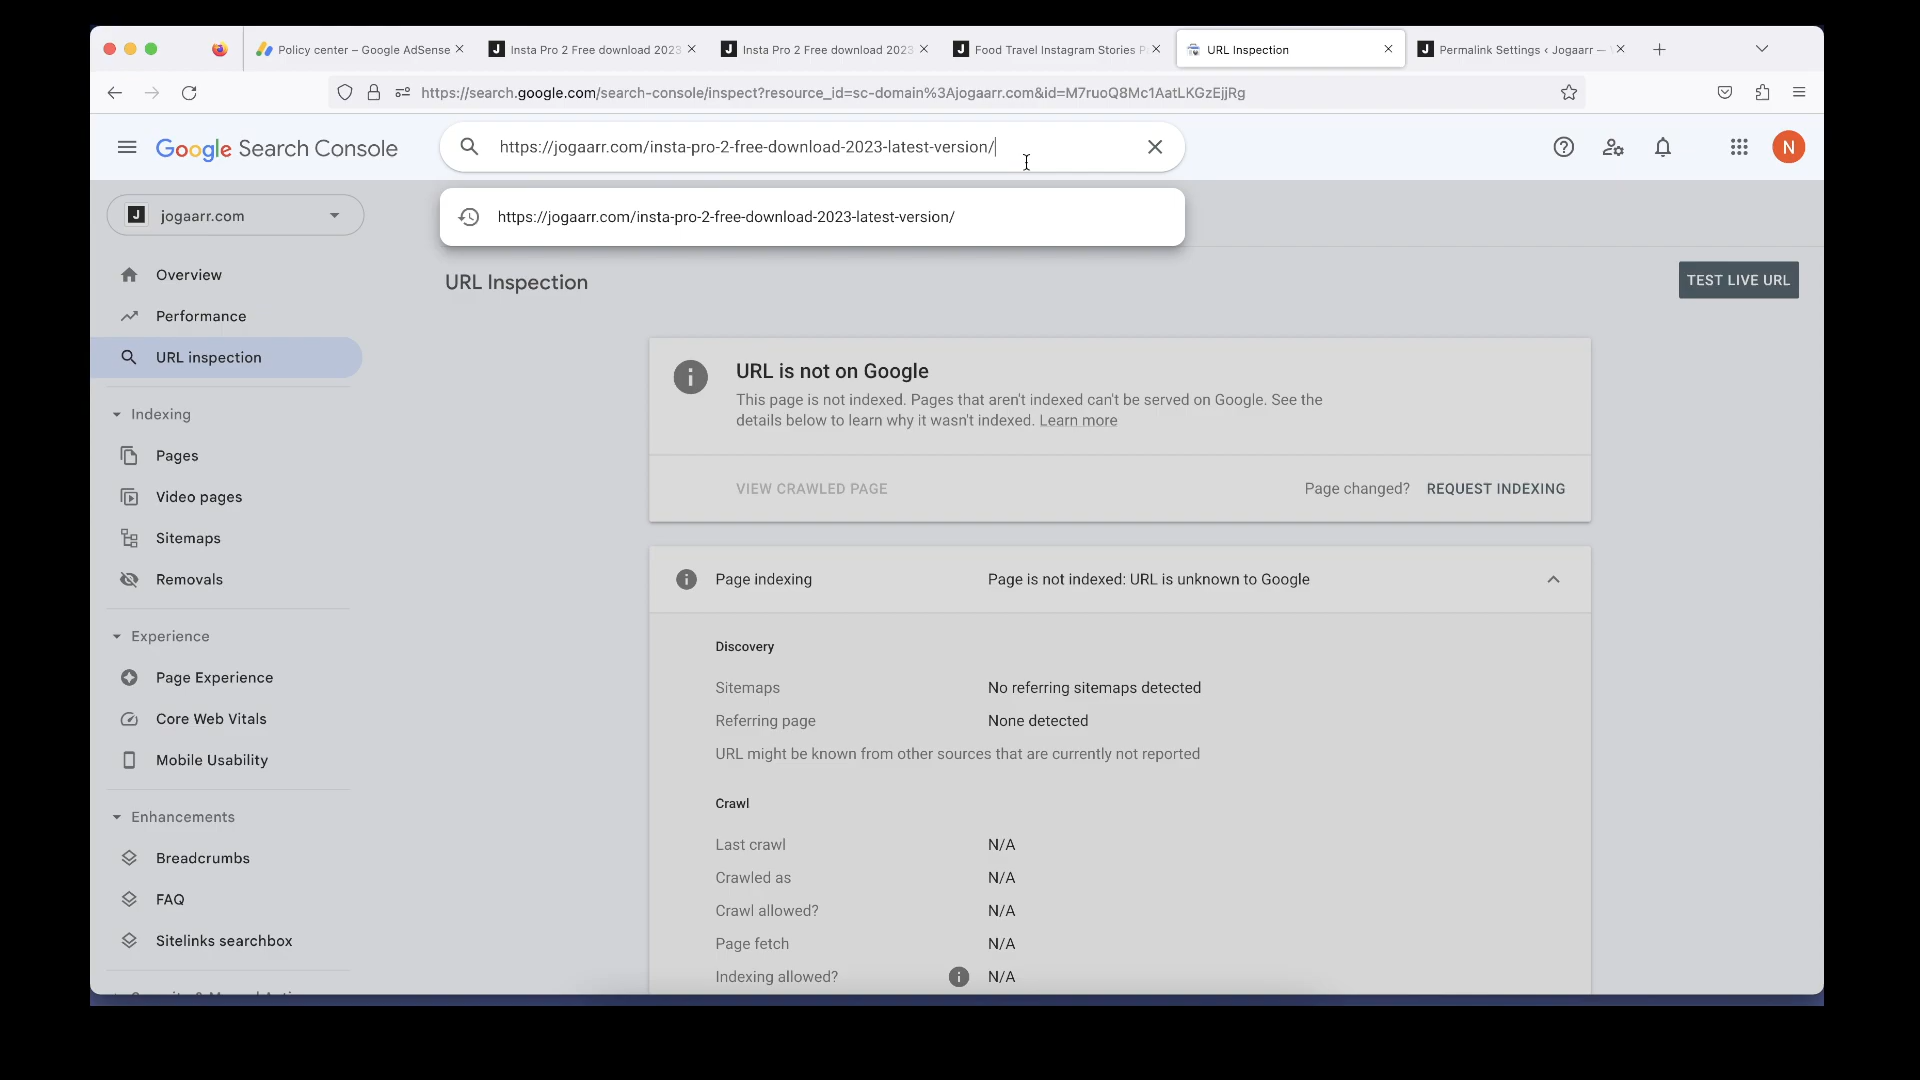 Policy center – Google AdSense
Insta Pro 2 Free download 2023
Insta Pro 2 Free download 2023
Food Travel Instagram Stories P
URL Inspection
Permalink Settings ‹ Jogaarr —
https://search.google.com/search-console/inspect?resource_id=sc-domain%3Ajogaarr.com&id=M7ruoQ8Mc1AatLKGzEjjRg
Google Search Console
https://jogaarr.com/insta-pro-2-free-download-2023-latest-version/
N
J
jogaarr.com
https://jogaarr.com/insta-pro-2-free-download-2023-latest-version/
Overview
Performance
URL inspection
Indexing
Pages
Video pages
Sitemaps
Removals
Experience
Page Experience
Core Web Vitals
Mobile Usability
Enhancements
Breadcrumbs
FAQ
Sitelinks searchbox
URL Inspection
TEST LIVE URL
URL is not on Google
This page is not indexed. Pages that aren't indexed can't be served on Google. See the
details below to learn why it wasn't indexed. Learn more
VIEW CRAWLED PAGE
Page changed? REQUEST INDEXING
Page indexing
Page is not indexed: URL is unknown to Google
Discovery
Sitemaps No referring sitemaps detected
Referring page None detected
URL might be known from other sources that are currently not reported
Crawl
Last crawl N/A
Crawled as N/A
Crawl allowed? N/A
Page fetch N/A
Indexing allowed? N/A